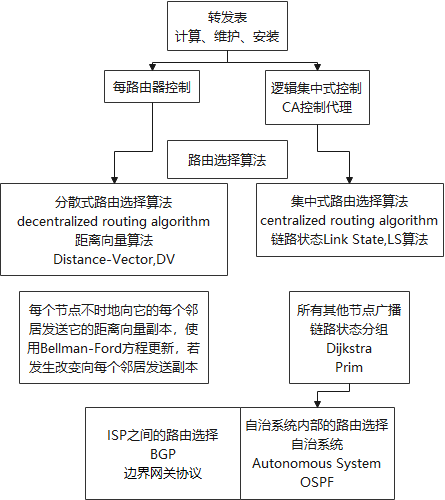 转发表
计算、维护、安装
每路由器控制
逻辑集中式控制
CA控制代理
路由选择算法
分散式路由选择算法
decentralized routing algorithm
距离向量算法
Distance-Vector,DV
集中式路由选择算法
centralized routing algorithm
链路状态Link State,LS算法
每个节点不时地向它的每个邻
居发送它的距离向量副本，使
用Bellman-Ford方程更新，若
发生改变向每个邻居发送副本
所有其他节点广播
链路状态分组
Dijkstra
Prim
ISP之间的路由选择
BGP
边界网关协议
自治系统内部的路由选择
自治系统
Autonomous System
OSPF